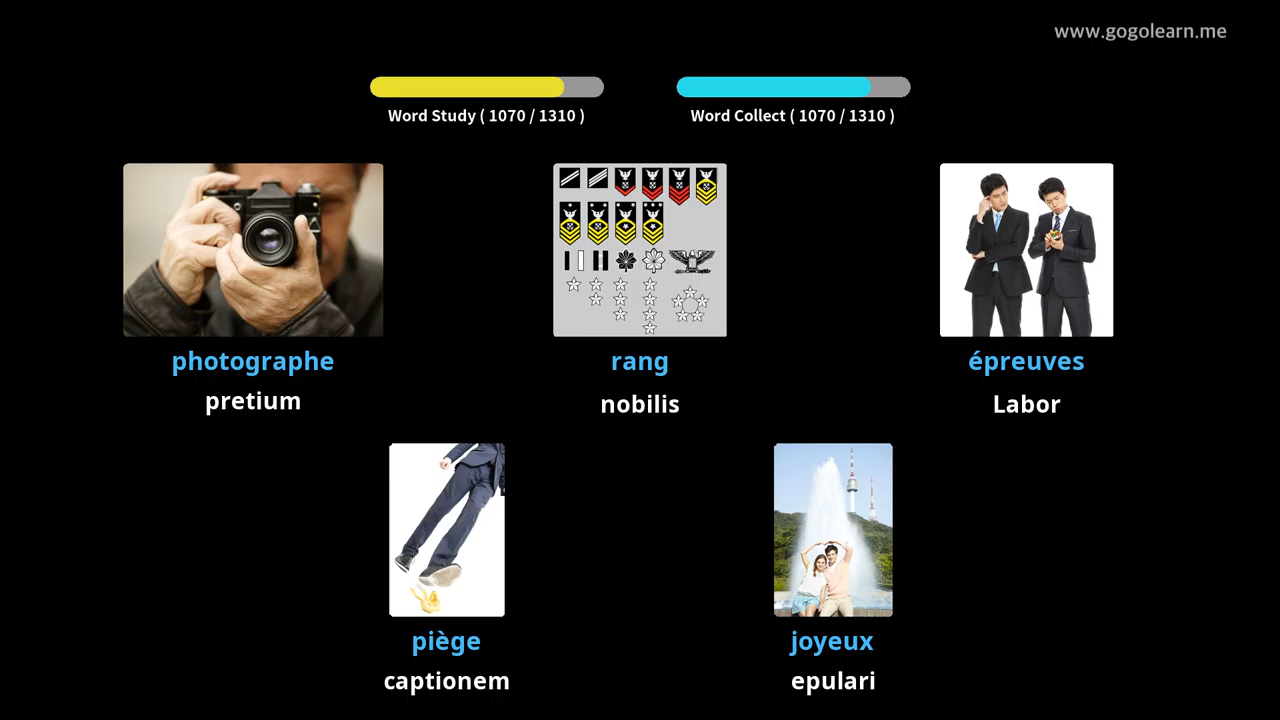 www.gogolearn.me
Word Study ( 1070 / 1310 )
Word Collect ( 1070 / 1310 )
photographe
pretium
rang
nobilis
épreuves
Labor
piège
captionem
joyeux
epulari